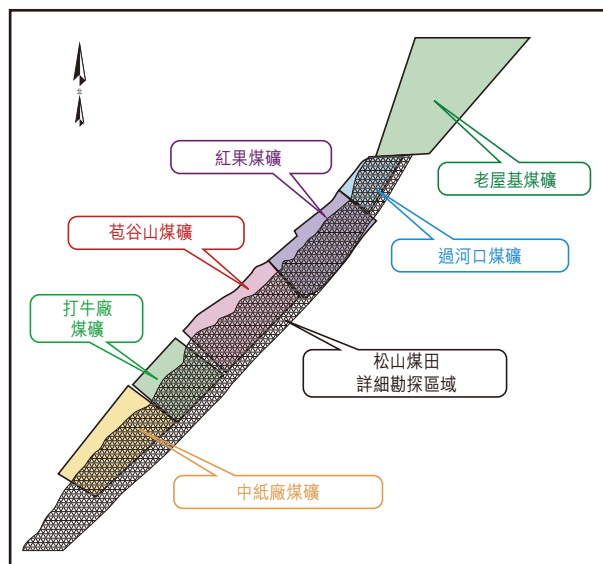 北
紅果煤礦
老屋基煤礦
苞谷山煤礦
過河口煤礦
打牛廠
煤礦
松山煤田
詳細勘探區域
中紙廠煤礦